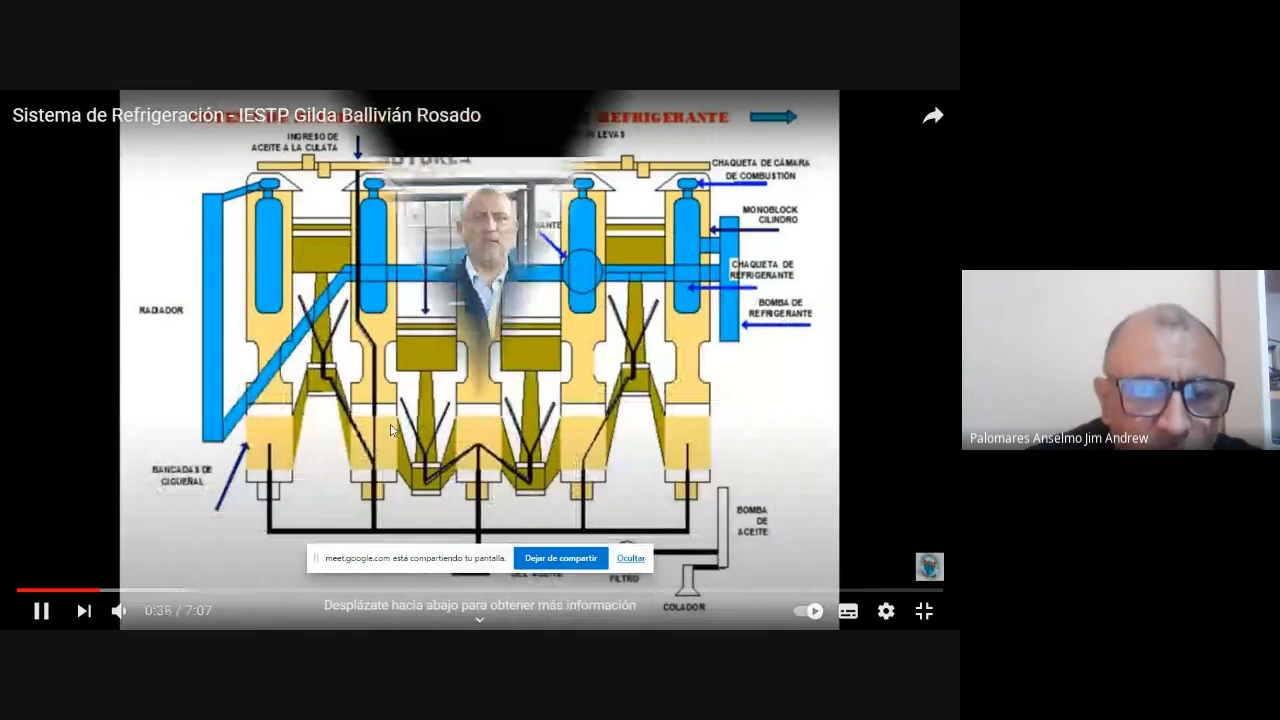 Sistema de Refrigeración - IESTP Gilda Ballivián Rosado
REFRIGERANTE
INGRESO DE
ACEITE A LA CULATA
LEVAS
CHAQUETA DE CÁMARA
DE COMBUSTIÓN
MONOBLOCK
CILINDRO
CHAQUETA DE
REFRIGERANTE
RADIADOR
BOMBA DE
REFRIGERANTE
Palomares Anselmo Jim Andrew
BANCADAS DE
CIGUEÑAL
BOMBA
DE
ACEITE
meet.google.com está compartiendo tu pantalla.
Dejar de compartir
Ocultar
FILTRO
COLADOR
0:36 / 7:07
Desplázate hacia abajo para obtener más información